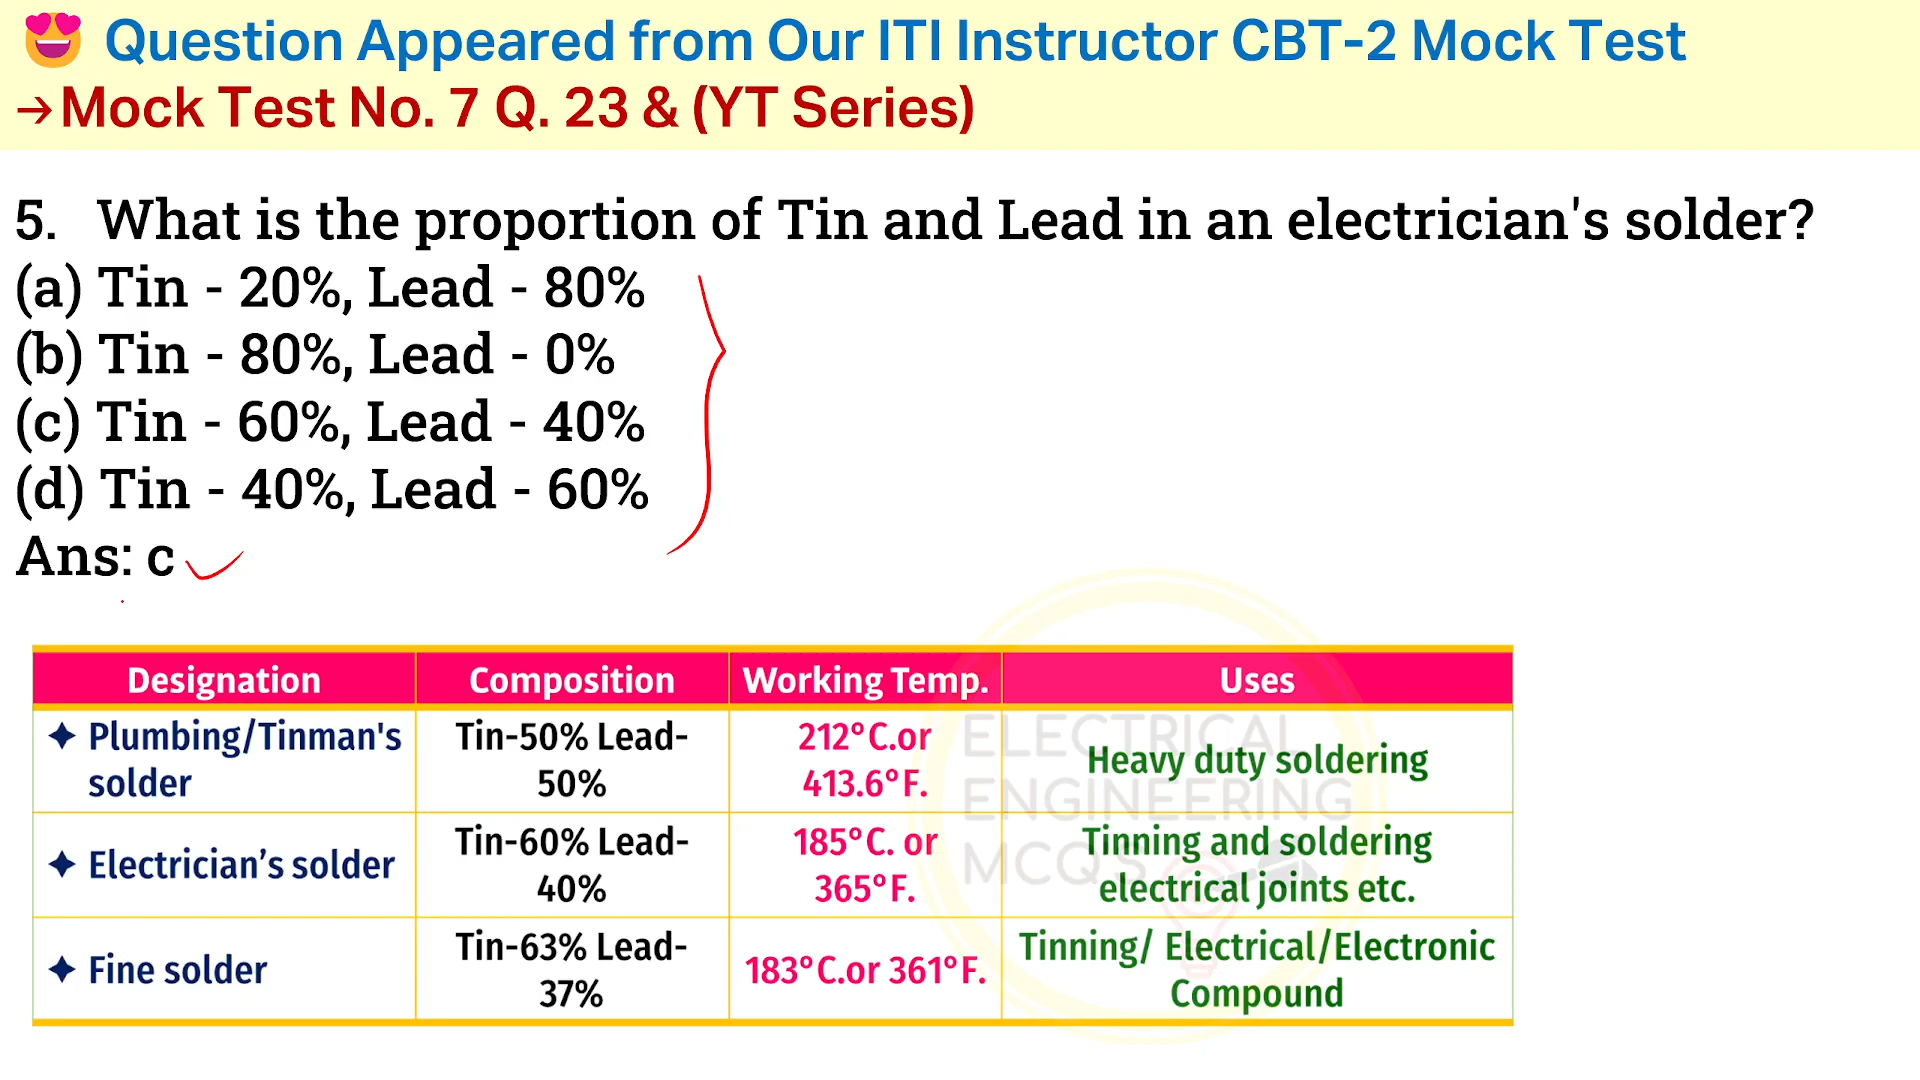 😍 Question Appeared from Our ITI Instructor CBT-2 Mock Test
→Mock Test No. 7 Q. 23 & (YT Series)
5. What is the proportion of Tin and Lead in an electrician's solder?
(a) Tin - 20%, Lead - 80%
(b) Tin - 80%, Lead - 0%
(c) Tin - 60%, Lead - 40%
(d) Tin - 40%, Lead - 60%
Ans: c
Designation Composition Working Temp. Uses
✦ Plumbing/Tinman's solder
Tin-50% Lead-
50%
212°C.or
413.6°F.
Heavy duty soldering
✦ Electrician’s solder
Tin-60% Lead-
40%
185°C. or
365°F.
Tinning and soldering
electrical joints etc.
✦ Fine solder
Tin-63% Lead-
37%
183°C.or 361°F.
Tinning/ Electrical/Electronic
Compound
ELECTRICAL
ENGINEERING
MCQ'S